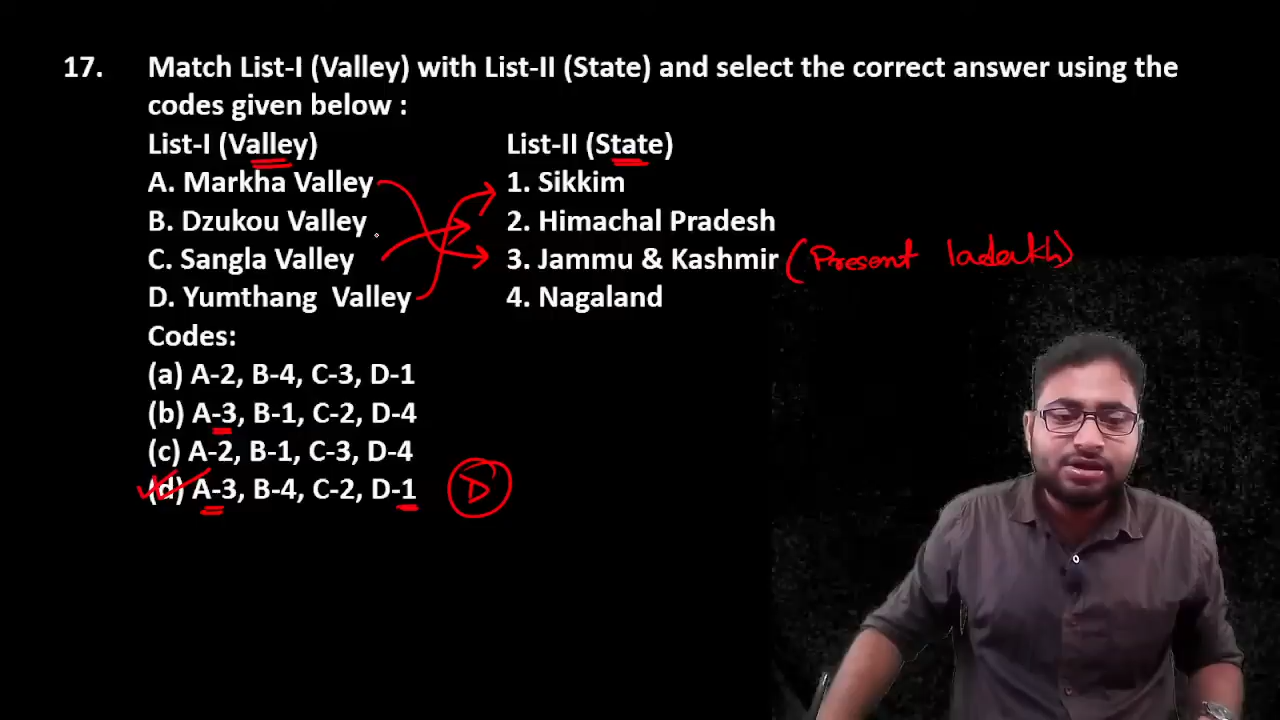 17. Match List-I (Valley) with List-II (State) and select the correct answer using the
codes given below :
List-I (Valley) List-II (State)
A. Markha Valley 1. Sikkim
B. Dzukou Valley 2. Himachal Pradesh
C. Sangla Valley 3. Jammu & Kashmir (Present ladakh)
D. Yumthang Valley 4. Nagaland
Codes:
(a) A-2, B-4, C-3, D-1
(b) A-3, B-1, C-2, D-4
(c) A-2, B-1, C-3, D-4
(d) A-3, B-4, C-2, D-1 D